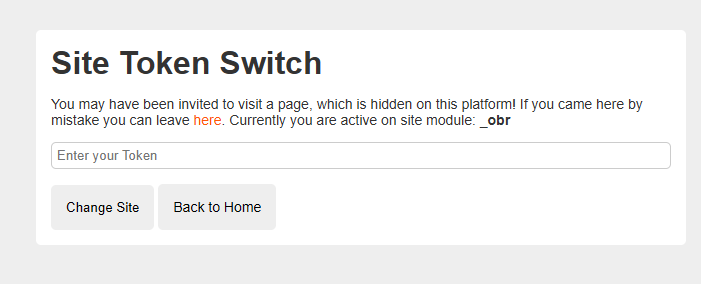 Site Token Switch
You may have been invited to visit a page, which is hidden on this platform! If you came here by
mistake you can leave here. Currently you are active on site module: _obr
Enter your Token
Change Site Back to Home